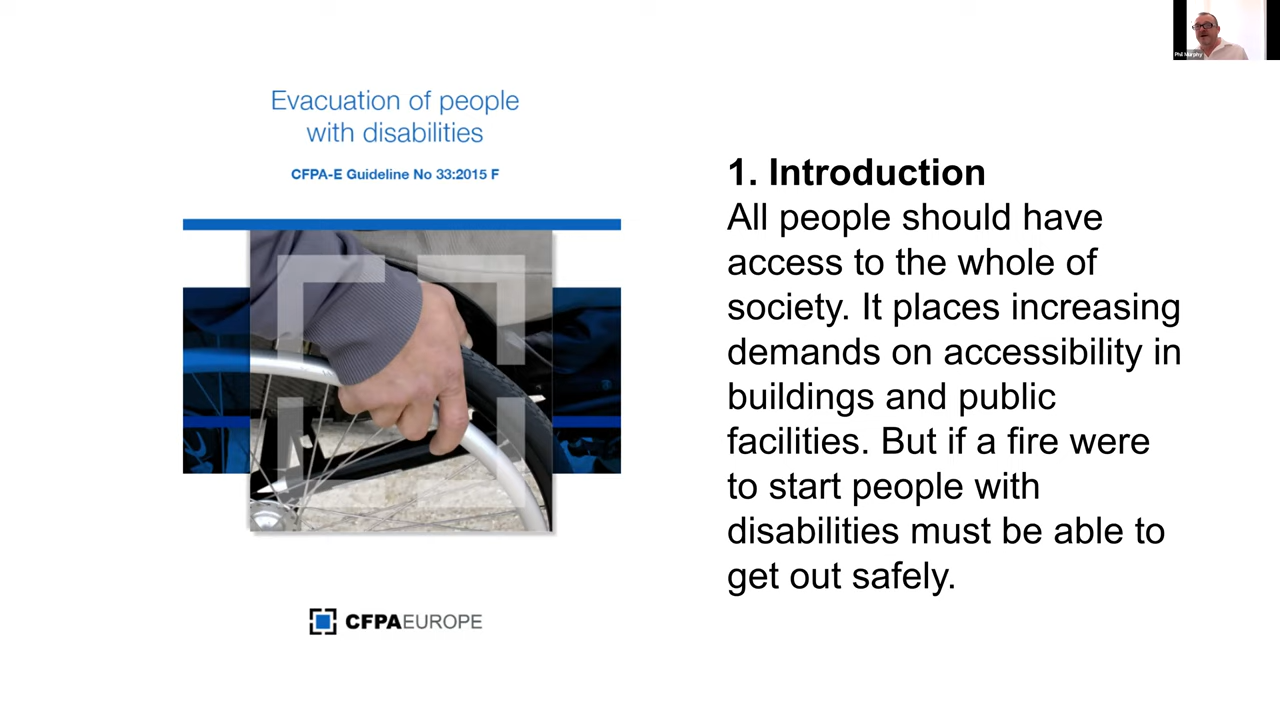 Evacuation of people
with disabilities
CFPA-E Guideline No 33:2015 F
CFPAEUROPE
1. Introduction
All people should have
access to the whole of
society. It places increasing
demands on accessibility in
buildings and public
facilities. But if a fire were
to start people with
disabilities must be able to
get out safely.
Phil Murphy